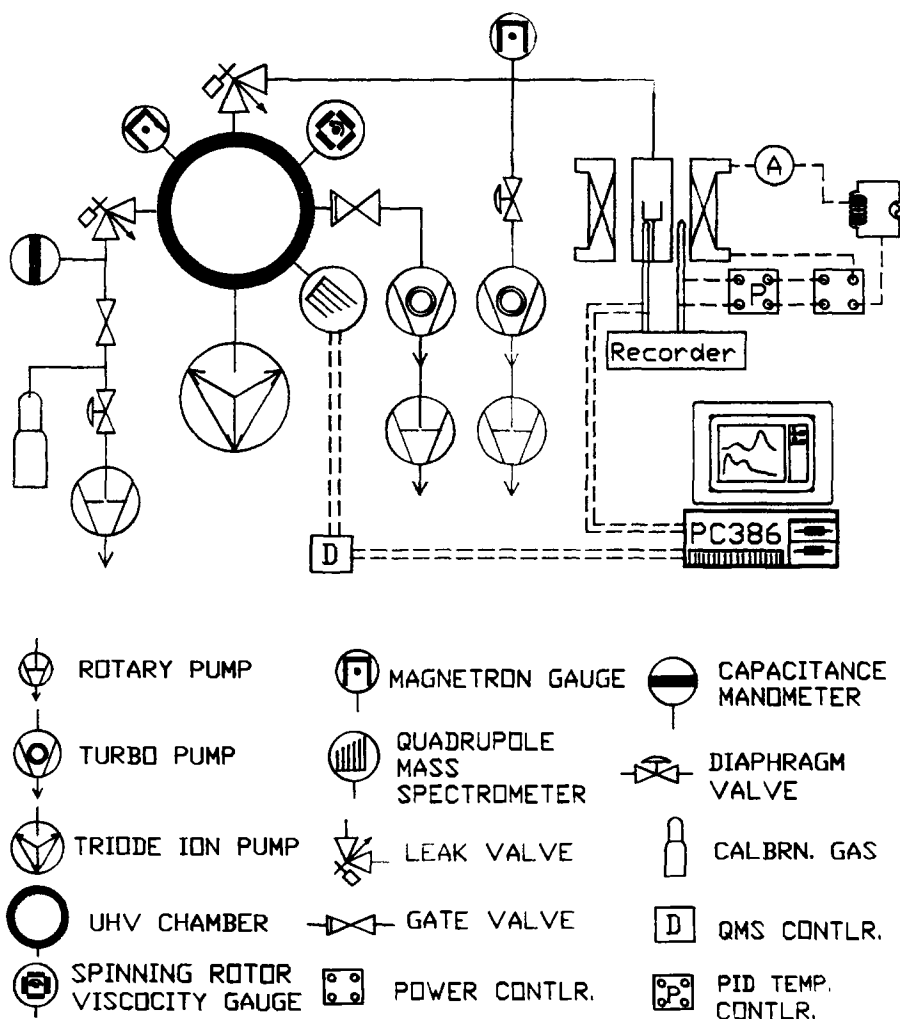 A
P
Recorder
PC386
D
ROTARY PUMP
MAGNETRON GAUGE
CAPACITANCE
MANOMETER
TURBO PUMP
QUADRUPOLE
MASS
SPECTROMETER
DIAPHRAGM
VALVE
TRIODE ION PUMP
LEAK VALVE
CALBRN. GAS
UHV CHAMBER
GATE VALVE
D
QMS CONTLR.
SPINNING ROTOR
VISCOCITY GAUGE
POWER CONTLR.
P
PID TEMP.
CONTLR.